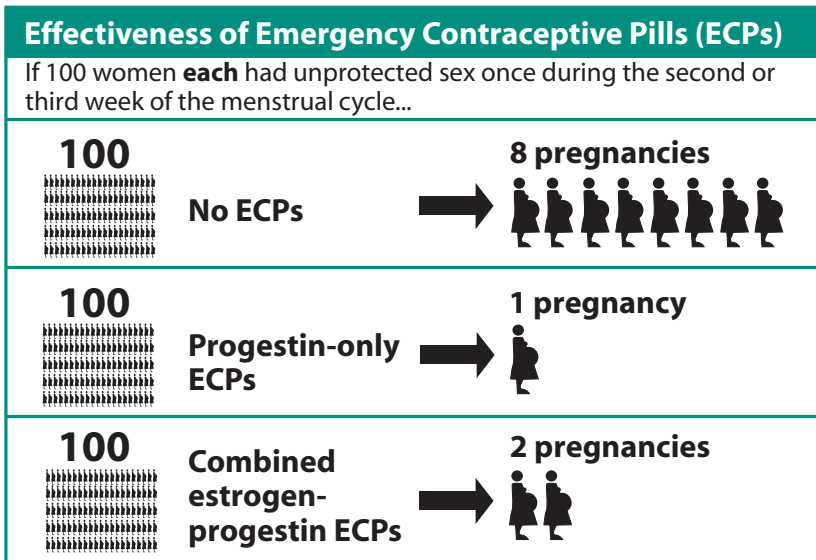 Effectiveness of Emergency Contraceptive Pills (ECPs)
If 100 women each had unprotected sex once during the second or
third week of the menstrual cycle...
100
No ECPs
8 pregnancies
100
Progestin-only
ECPs
1 pregnancy
100
Combined
estrogen-
progestin ECPs
2 pregnancies